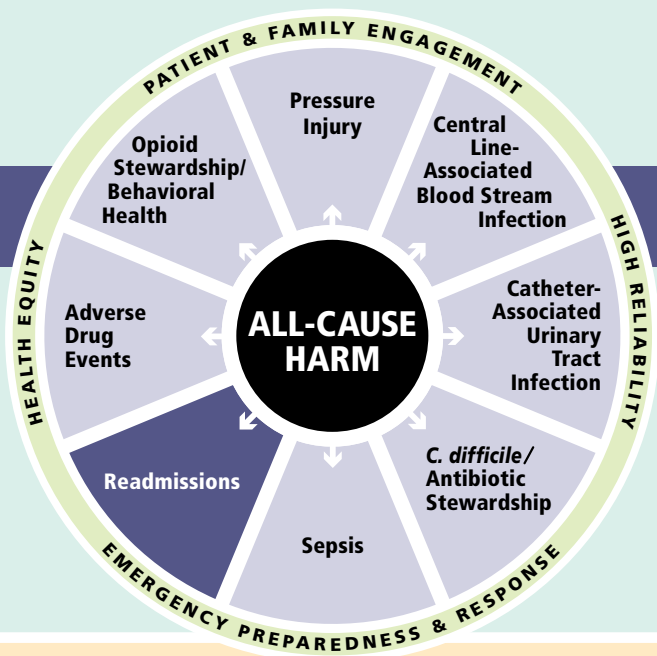 PATIENT & FAMILY ENGAGEMENT
Pressure
Injury
Central
Line-
Associated
Blood Stream
Infection
HIGH RELIABILITY
Catheter-
Associated
Urinary
Tract
Infection
C. difficile/
Antibiotic
Stewardship
EMERGENCY PREPAREDNESS & RESPONSE
Sepsis
Readmissions
HEALTH EQUITY
Adverse
Drug
Events
Opioid
Stewardship/
Behavioral
Health
ALL-CAUSE
HARM